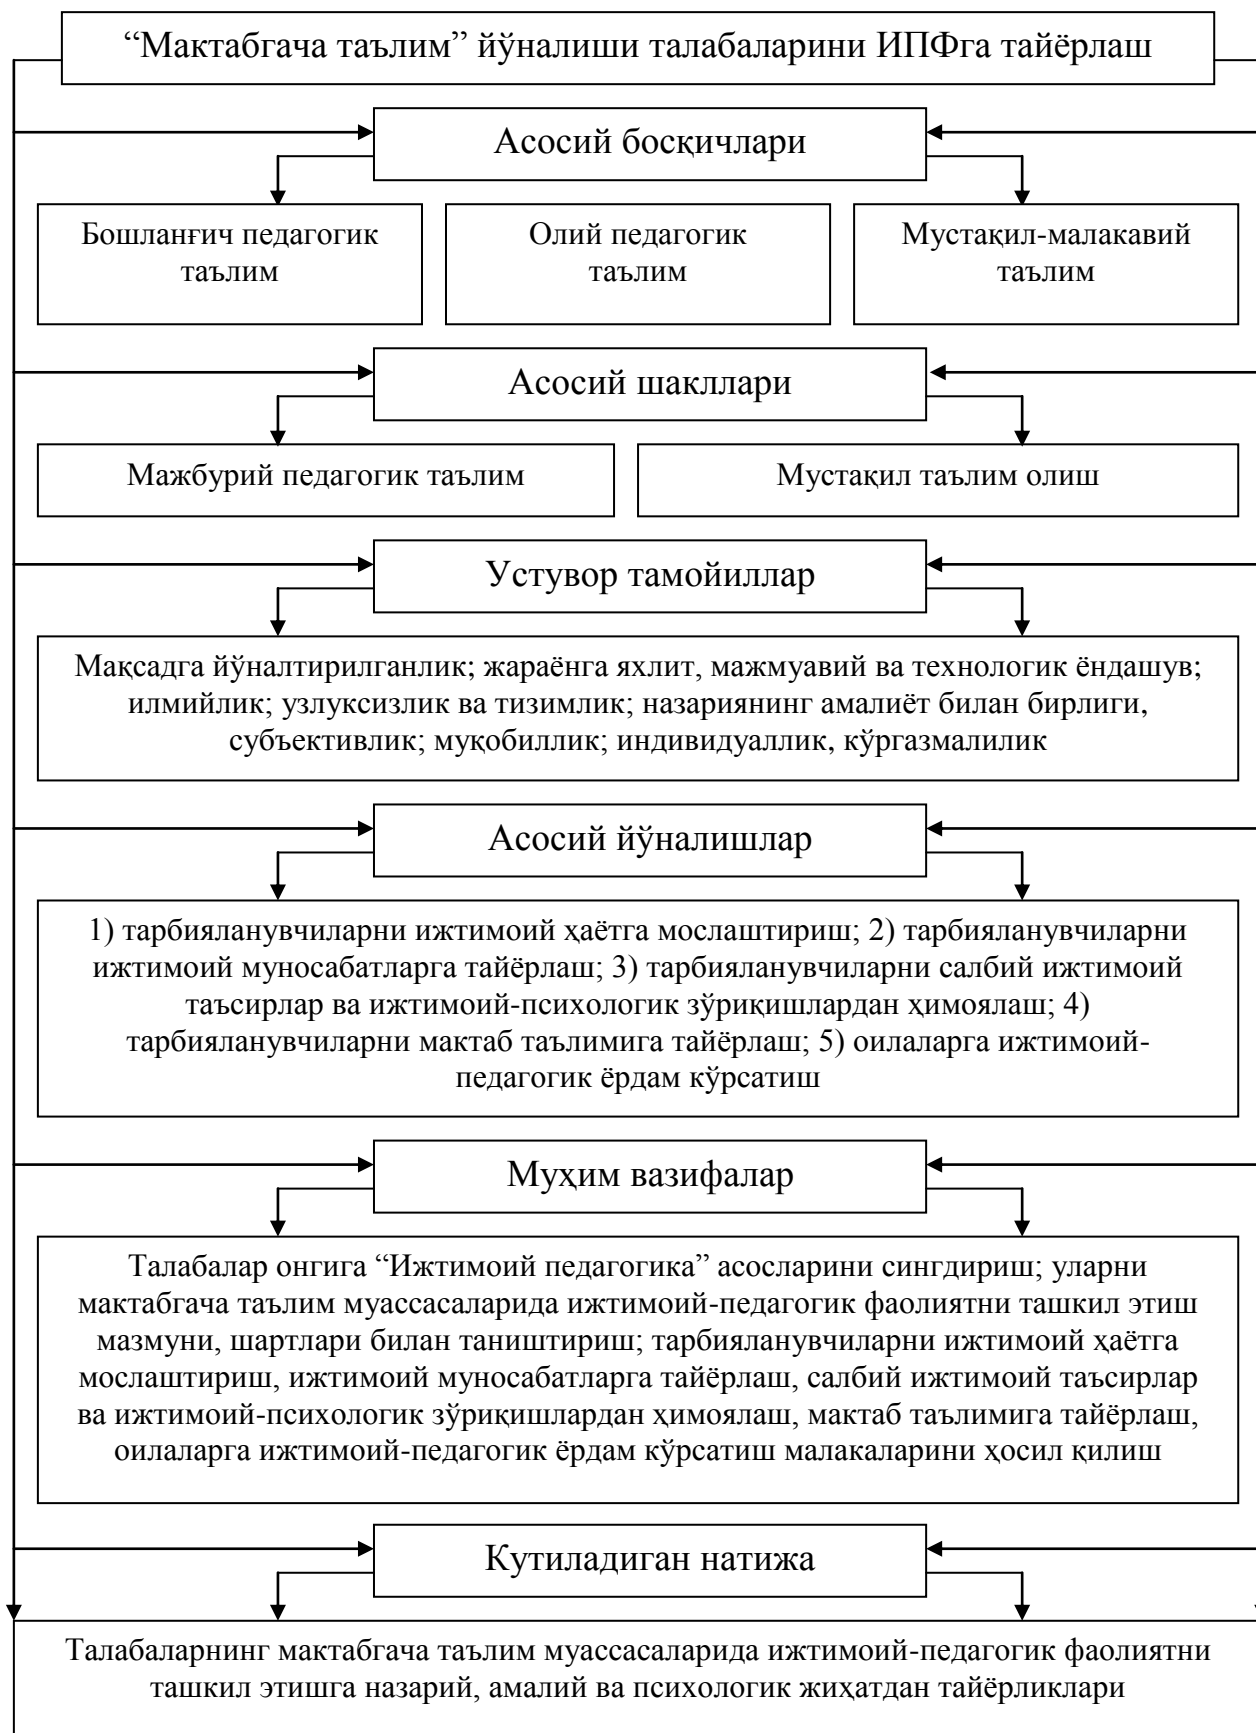 “Мактабгача таълим” йўналиши талабаларини ИПФга тайёрлаш
Асосий босқичлари
Бошланғич педагогик
таълим
Олий педагогик
таълим
Мустақил-малакавий
таълим
Асосий шакллари
Мажбурий педагогик таълим
Мустақил таълим олиш
Устувор тамойиллар
Мақсадга йўналтирилганлик; жараёнга яхлит, мажмуавий ва технологик ёндашув;
илмийлик; узлуксизлик ва тизимлик; назариянинг амалиёт билан бирлиги,
субъективлик; муқобиллик; индивидуаллик, кўргазмалилик
Асосий йўналишлар
1) тарбияланувчиларни ижтимоий ҳаётга мослаштириш; 2) тарбияланувчиларни
ижтимоий муносабатларга тайёрлаш; 3) тарбияланувчиларни салбий ижтимоий
таъсирлар ва ижтимоий-психологик зўриқишлардан ҳимоялаш; 4)
тарбияланувчиларни мактаб таълимига тайёрлаш; 5) оилаларга ижтимоий-
педагогик ёрдам кўрсатиш
Муҳим вазифалар
Талабалар онгига “Ижтимоий педагогика” асосларини сингдириш; уларни
мактабгача таълим муассасаларида ижтимоий-педагогик фаолиятни ташкил этиш
мазмуни, шартлари билан таништириш; тарбияланувчиларни ижтимоий ҳаётга
мослаштириш, ижтимоий муносабатларга тайёрлаш, салбий ижтимоий таъсирлар
ва ижтимоий-психологик зўриқишлардан ҳимоялаш, мактаб таълимига тайёрлаш,
оилаларга ижтимоий-педагогик ёрдам кўрсатиш малакаларини ҳосил қилиш
Кутиладиган натижа
Талабаларнинг мактабгача таълим муассасаларида ижтимоий-педагогик фаолиятни
ташкил этишга назарий, амалий ва психологик жиҳатдан тайёрликлари